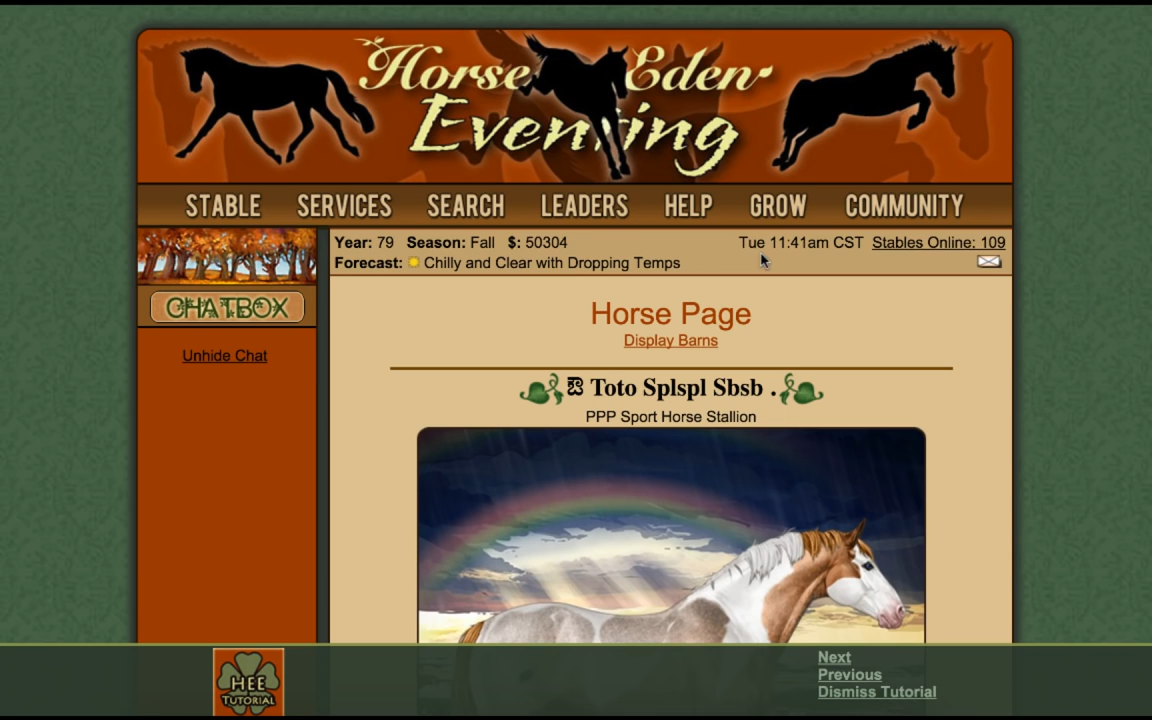 Horse Eden
Eventing
STABLE SERVICES SEARCH LEADERS HELP GROW COMMUNITY
Year: 79 Season: Fall $: 50304 Tue 11:41am CST Stables Online: 109
Forecast: Chilly and Clear with Dropping Temps
CHATBOX
Unhide Chat
Horse Page
Display Barns
Toto Splspl Sbsb .
PPP Sport Horse Stallion
HEE
TUTORIAL
Next
Previous
Dismiss Tutorial